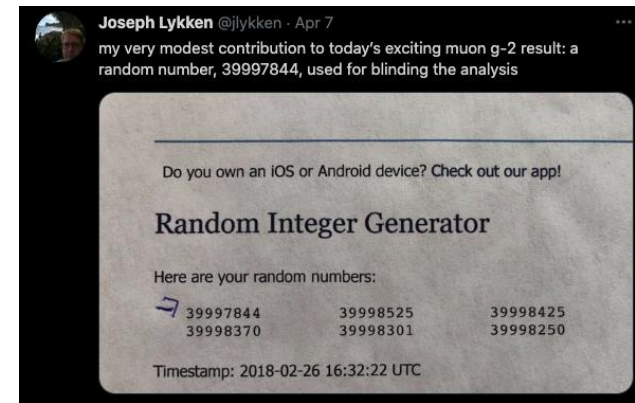 Joseph Lykken @jlykken · Apr 7
my very modest contribution to today's exciting muon g-2 result: a
random number, 39997844, used for blinding the analysis
Do you own an iOS or Android device? Check out our app!
Random Integer Generator
Here are your random numbers:
39997844 39998525 39998425
39998370 39998301 39998250
Timestamp: 2018-02-26 16:32:22 UTC